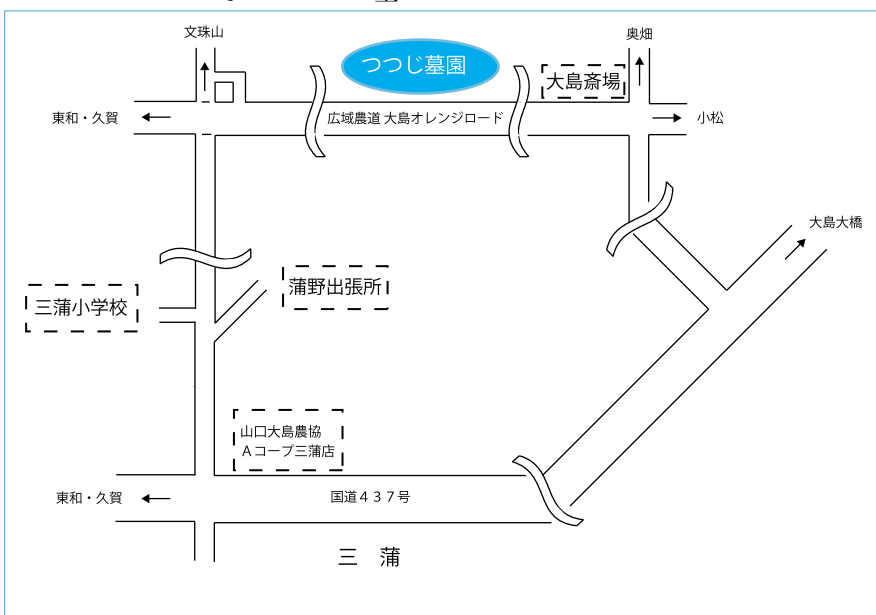 文珠山
奥畑
つつじ墓園
大島斎場
東和・久賀
広域農道 大島オレンジロード
小松
大島大橋
蒲野出張所
三蒲小学校
山口大島農協
Ａコープ三蒲店
東和・久賀
国道４３７号
三　蒲